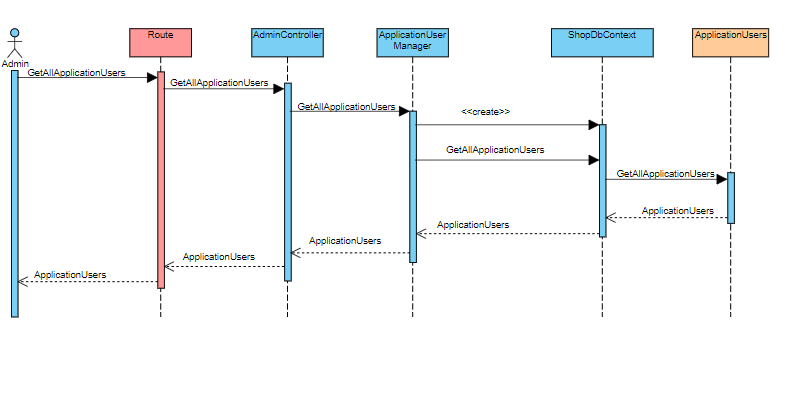 Route
AdminController
ApplicationUser
Manager
ShopDbContext
ApplicationUsers
Admin
GetAllApplicationUsers
GetAllApplicationUsers
GetAllApplicationUsers
<<create>>
GetAllApplicationUsers
GetAllApplicationUsers
ApplicationUsers
ApplicationUsers
ApplicationUsers
ApplicationUsers
ApplicationUsers